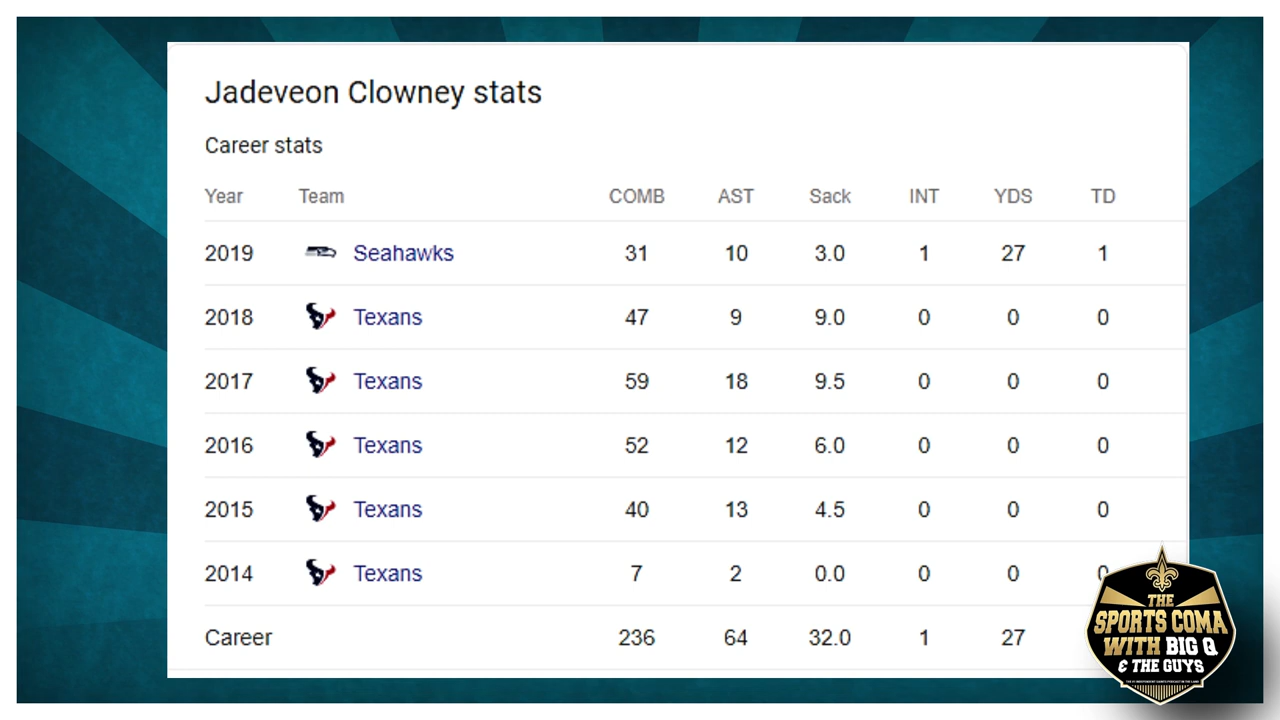 Jadeveon Clowney stats
Career stats
Year Team COMB AST Sack INT YDS TD
2019 Seahawks 31 10 3.0 1 27 1
2018 Texans 47 9 9.0 0 0 0
2017 Texans 59 18 9.5 0 0 0
2016 Texans 52 12 6.0 0 0 0
2015 Texans 40 13 4.5 0 0 0
2014 Texans 7 2 0.0 0 0 0
Career 236 64 32.0 1 27
THE
SPORTS COMA
WITH BIG Q
& THE GUYS